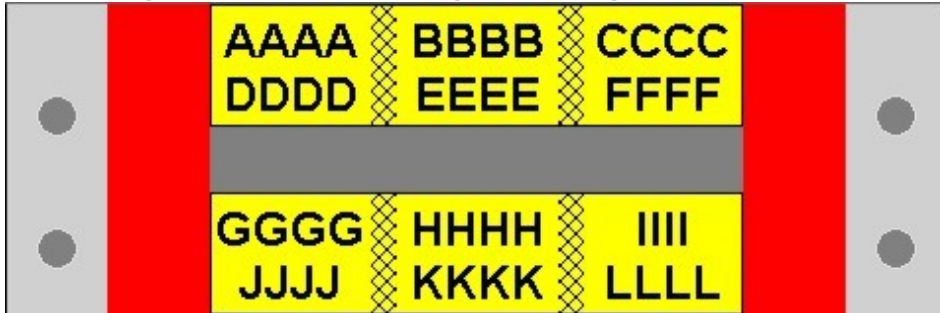 AAAA BBBB CCCC
DDDD EEEE FFFF
GGGG HHHH IIII
JJJJ KKKK LLLL